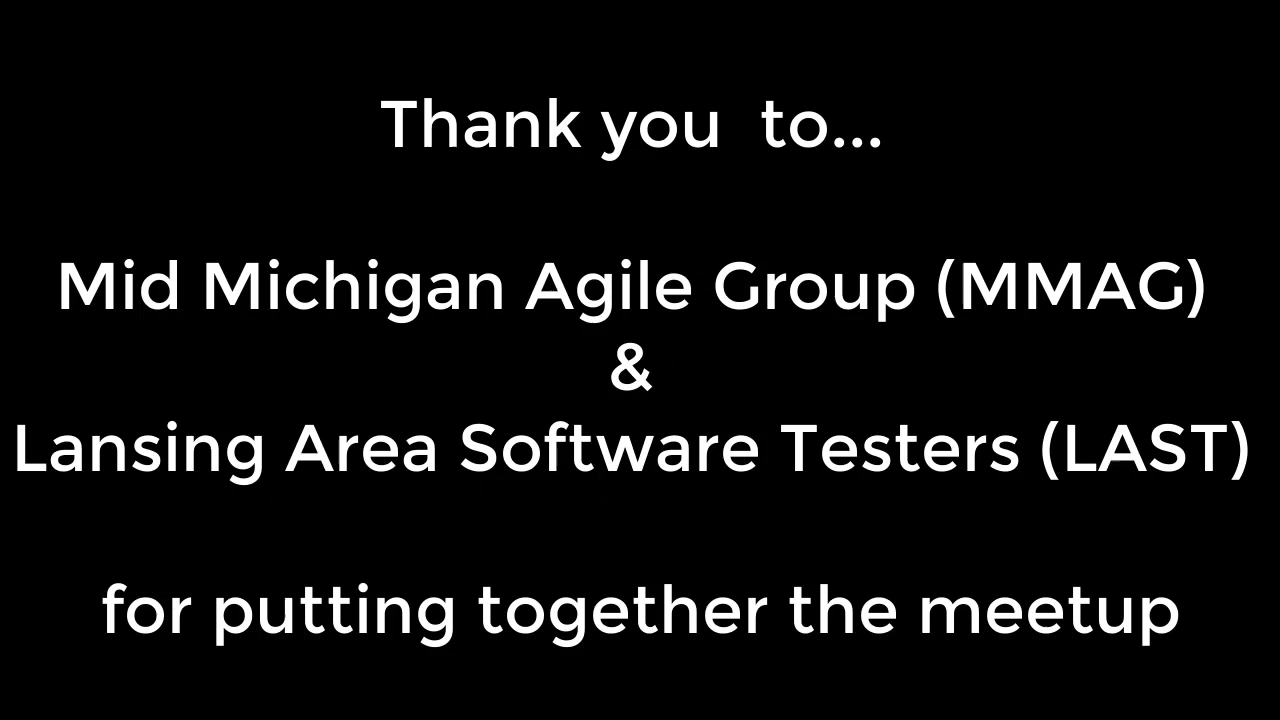 Thank you  to...
Mid Michigan Agile Group (MMAG)
&
Lansing Area Software Testers (LAST)
for putting together the meetup